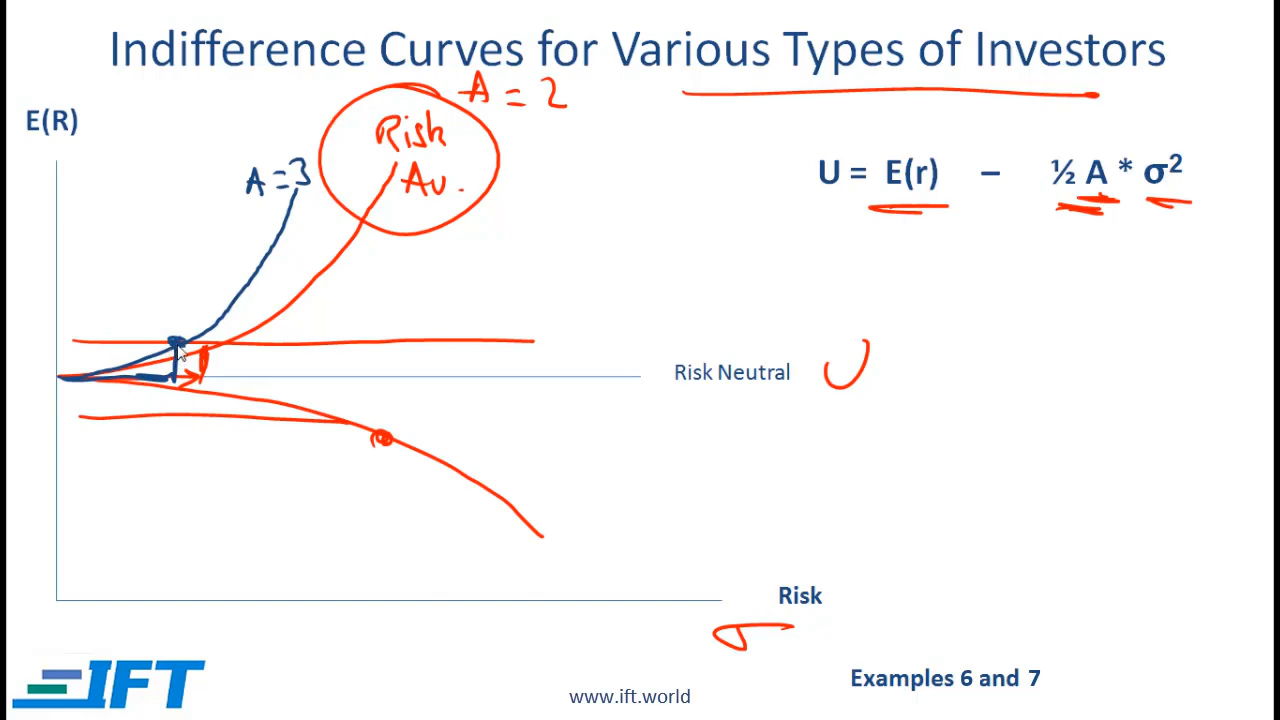 Indifference Curves for Various Types of Investors
A = 2
E(R)
Risk
Av.
A = 3
U = E(r) – ½ A * σ²
Risk Neutral
Risk
σ
IFT
www.ift.world
Examples 6 and 7